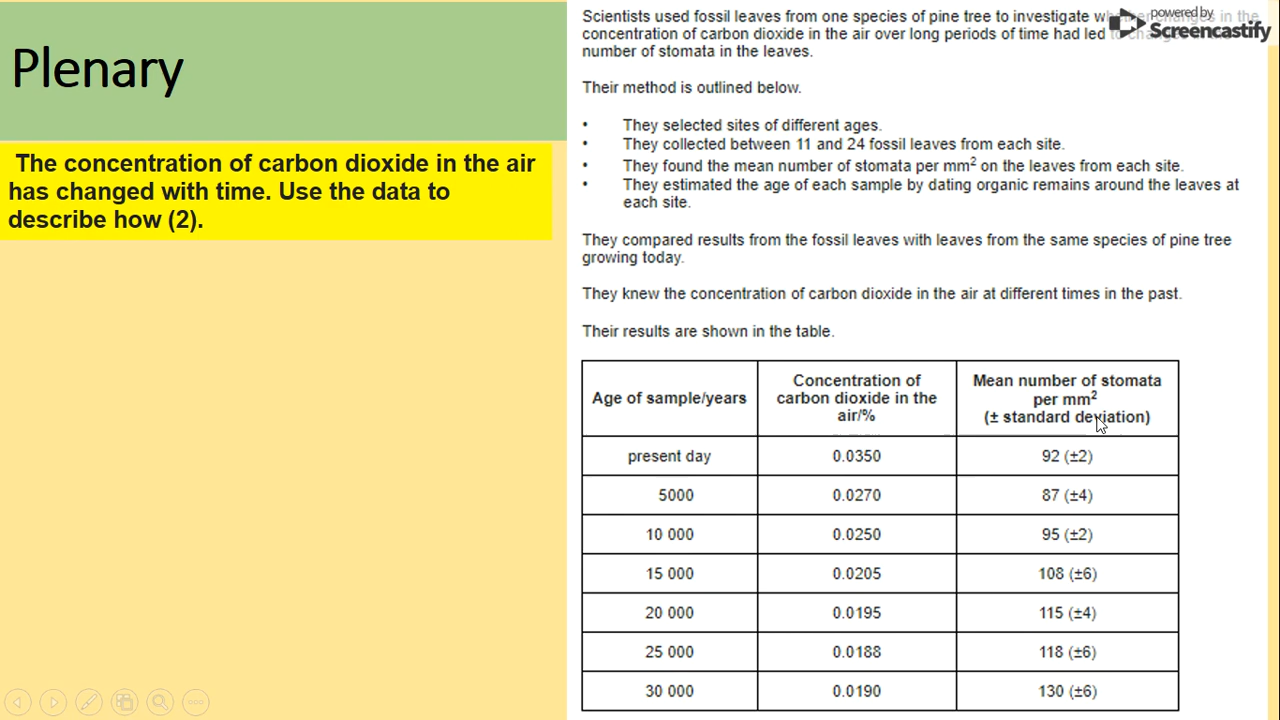 Plenary
The concentration of carbon dioxide in the air
has changed with time. Use the data to
describe how (2).
Scientists used fossil leaves from one species of pine tree to investigate whether changes in the
concentration of carbon dioxide in the air over long periods of time had led to
number of stomata in the leaves.
powered by
Screencastify
Their method is outlined below.
• They selected sites of different ages.
• They collected between 11 and 24 fossil leaves from each site.
• They found the mean number of stomata per mm² on the leaves from each site.
• They estimated the age of each sample by dating organic remains around the leaves at
each site.
They compared results from the fossil leaves with leaves from the same species of pine tree
growing today.
They knew the concentration of carbon dioxide in the air at different times in the past.
Their results are shown in the table.
Age of sample/years
Concentration of
carbon dioxide in the
air/%
Mean number of stomata
per mm²
(± standard deviation)
present day 0.0350 92 (±2)
5000 0.0270 87 (±4)
10 000 0.0250 95 (±2)
15 000 0.0205 108 (±6)
20 000 0.0195 115 (±4)
25 000 0.0188 118 (±6)
30 000 0.0190 130 (±6)